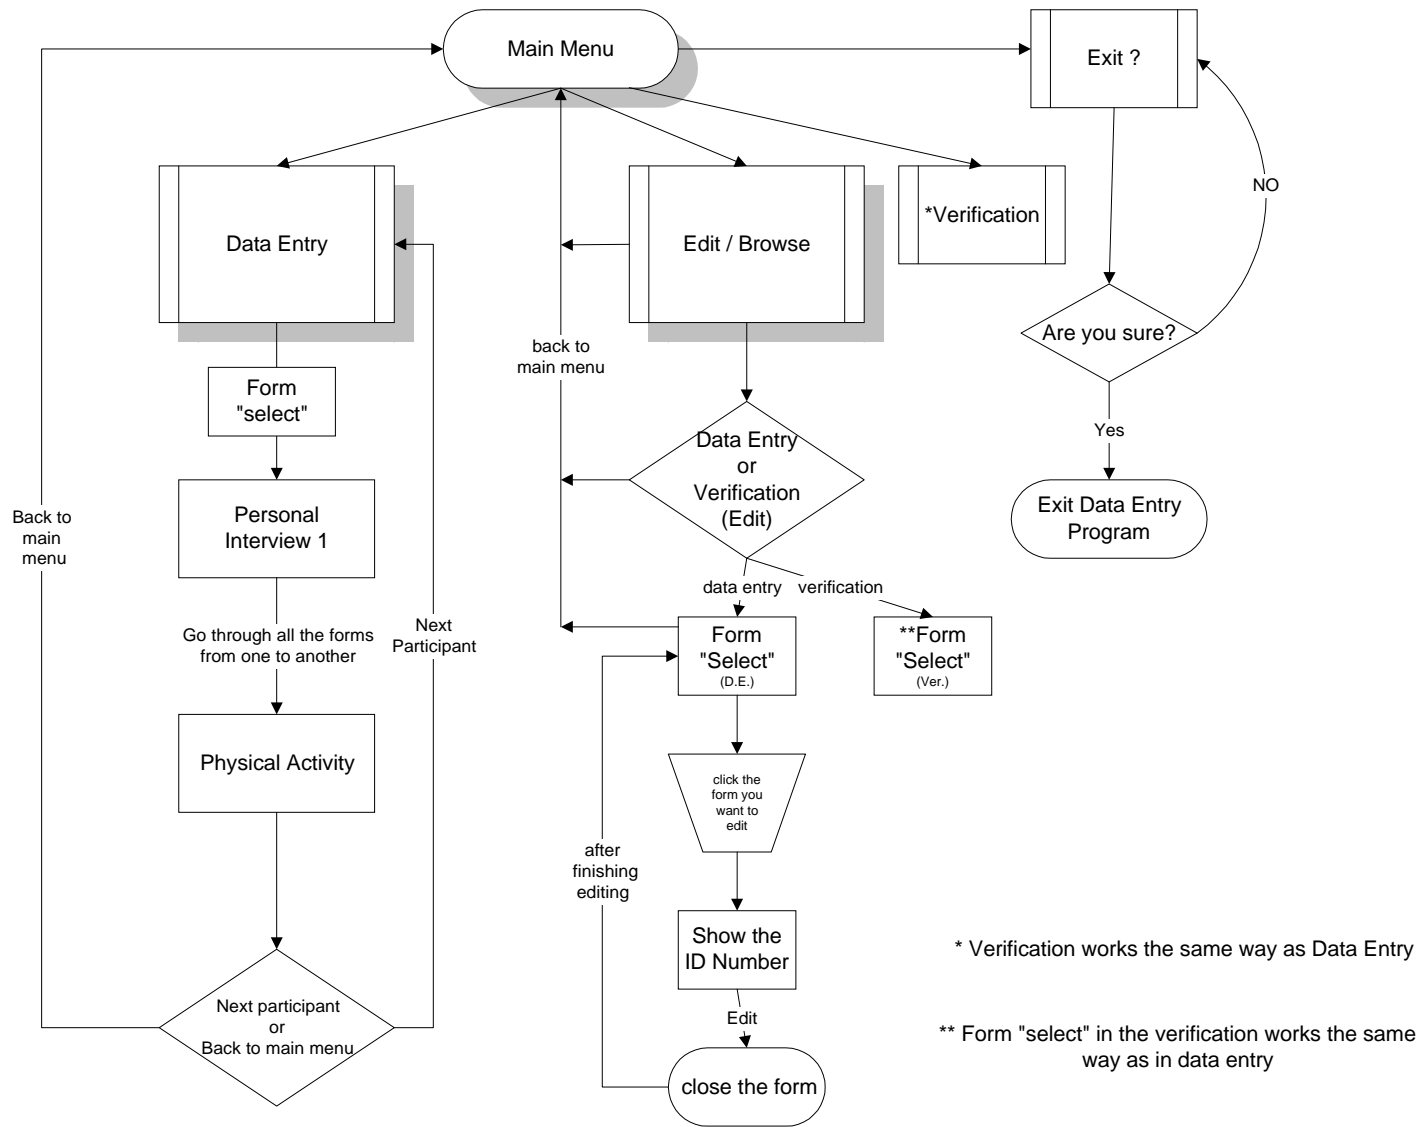 Main Menu
Exit ?
Data Entry
Edit / Browse
*Verification
NO
Are you sure?
Yes
Exit Data Entry
Program
back to
main menu
Form
"select"
Data Entry
or
Verification
(Edit)
Personal
Interview 1
Back to
main
menu
data entry
verification
Go through all the forms
from one to another
Next
Participant
Form
"Select"
(D.E.)
**Form
"Select"
(Ver.)
Physical Activity
click the
form you
want to
edit
after
finishing
editing
Show the
ID Number
Edit
close the form
Next participant
or
Back to main menu
* Verification works the same way as Data Entry
** Form "select" in the verification works the same
way as in data entry